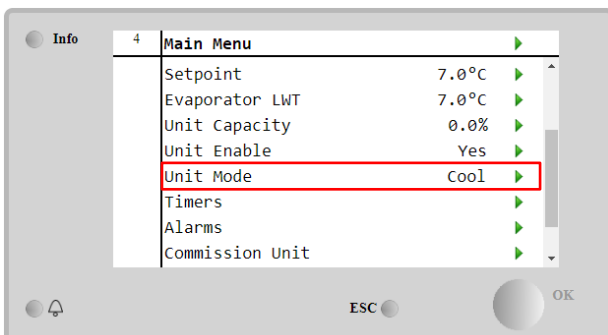 Info
4 Main Menu
Setpoint 7.0°C
Evaporator LWT 7.0°C
Unit Capacity 0.0%
Unit Enable Yes
Unit Mode Cool
Timers
Alarms
Commission Unit
ESC
OK